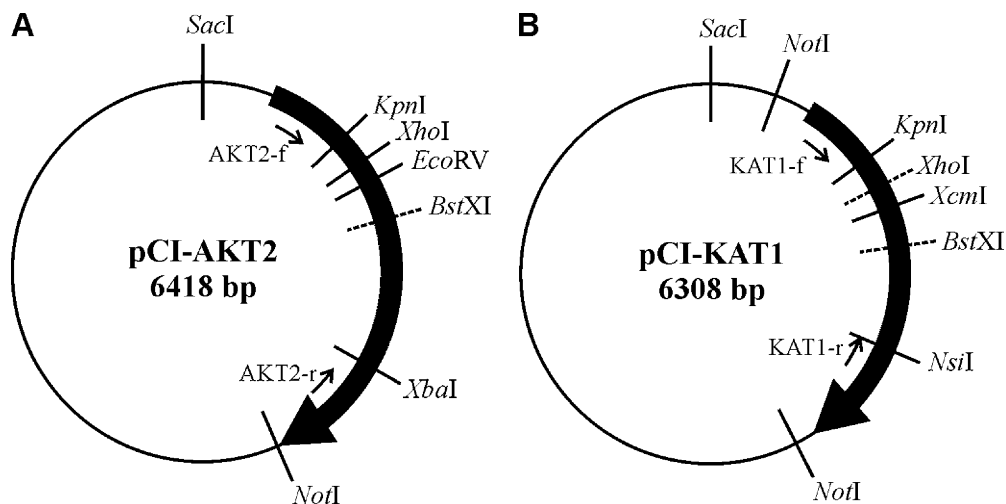 A
SacI
KpnI
XhoI
EcoRV
BstXI
AKT2-f
pCI-AKT2
6418 bp
AKT2-r
XbaI
NotI
B
SacI
NotI
KpnI
XhoI
XcmI
BstXI
KAT1-f
pCI-KAT1
6308 bp
KAT1-r
NsiI
NotI